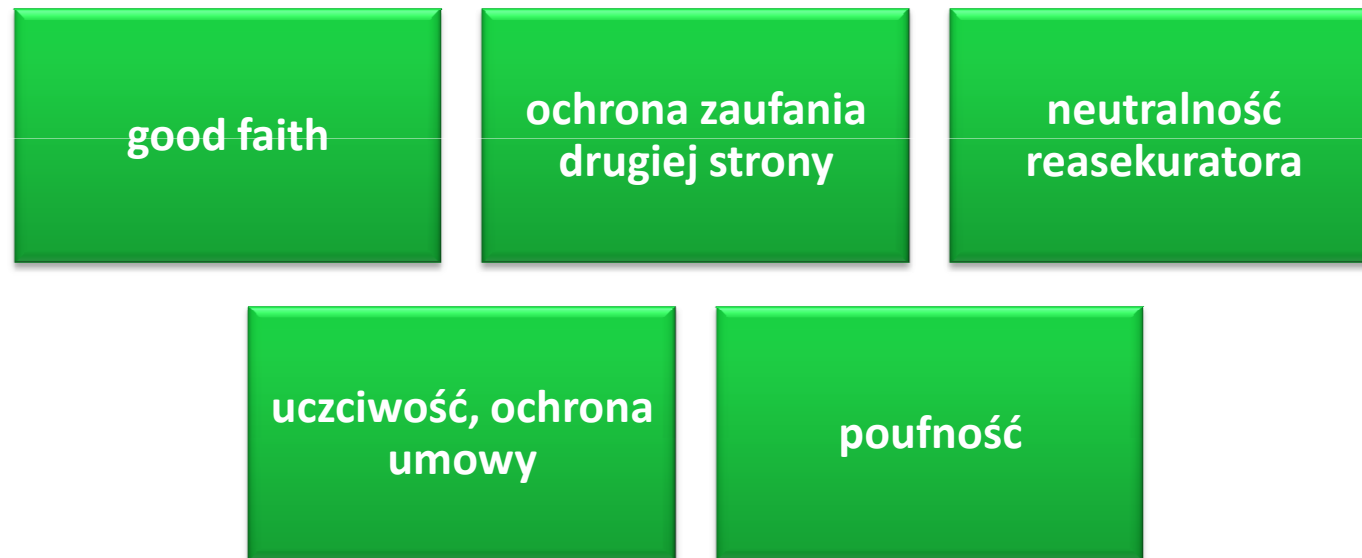 good faith
ochrona zaufania
drugiej strony
neutralność
reasekuratora
uczciwość, ochrona
umowy
poufność